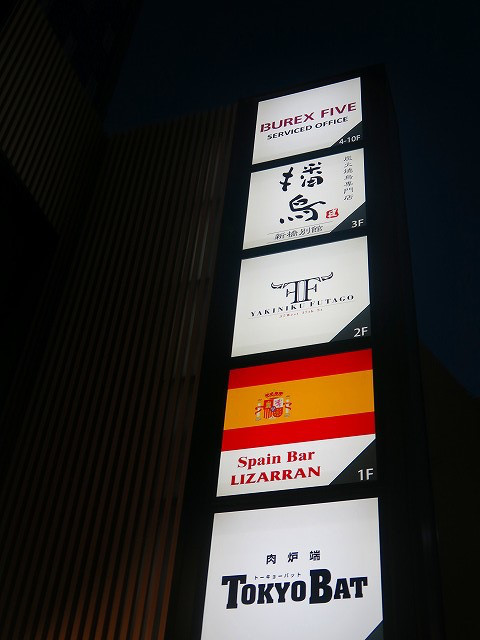 BUREX FIVE
SERVICED OFFICE
4-10F
炭火焼鳥専門店
播鳥
新橋別館
3F
YAKINIKU FUTAGO
2F
Spain Bar
LIZARRAN
1F
肉炉端
トーキョーバット
TOKYO BAT